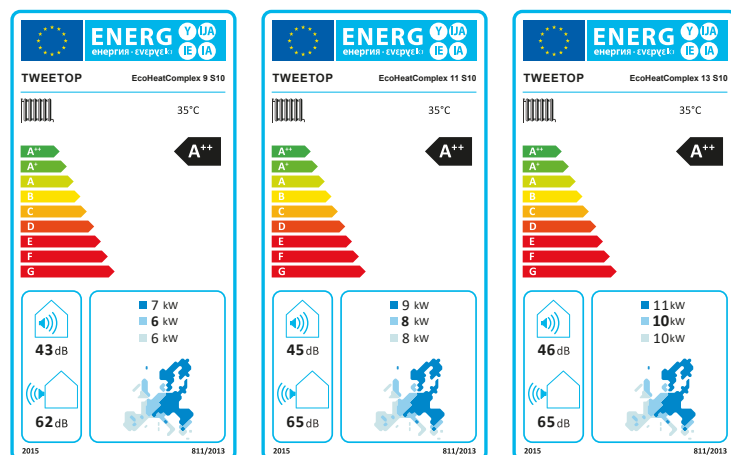 ENERG Y IJA
енергия · ενεργεια IE IA
TWEETOP EcoHeatComplex 9 S10
35°C
A++
A++
A+
A
B
C
D
E
F
G
7 kW
6 kW
6 kW
43 dB
62 dB
2015 811/2013
ENERG Y IJA
енергия · ενεργεια IE IA
TWEETOP EcoHeatComplex 11 S10
35°C
A++
A++
A+
A
B
C
D
E
F
G
9 kW
8 kW
8 kW
45 dB
65 dB
2015 811/2013
ENERG Y IJA
енергия · ενεργεια IE IA
TWEETOP EcoHeatComplex 13 S10
35°C
A++
A++
A+
A
B
C
D
E
F
G
11 kW
10 kW
10 kW
46 dB
65 dB
2015 811/2013